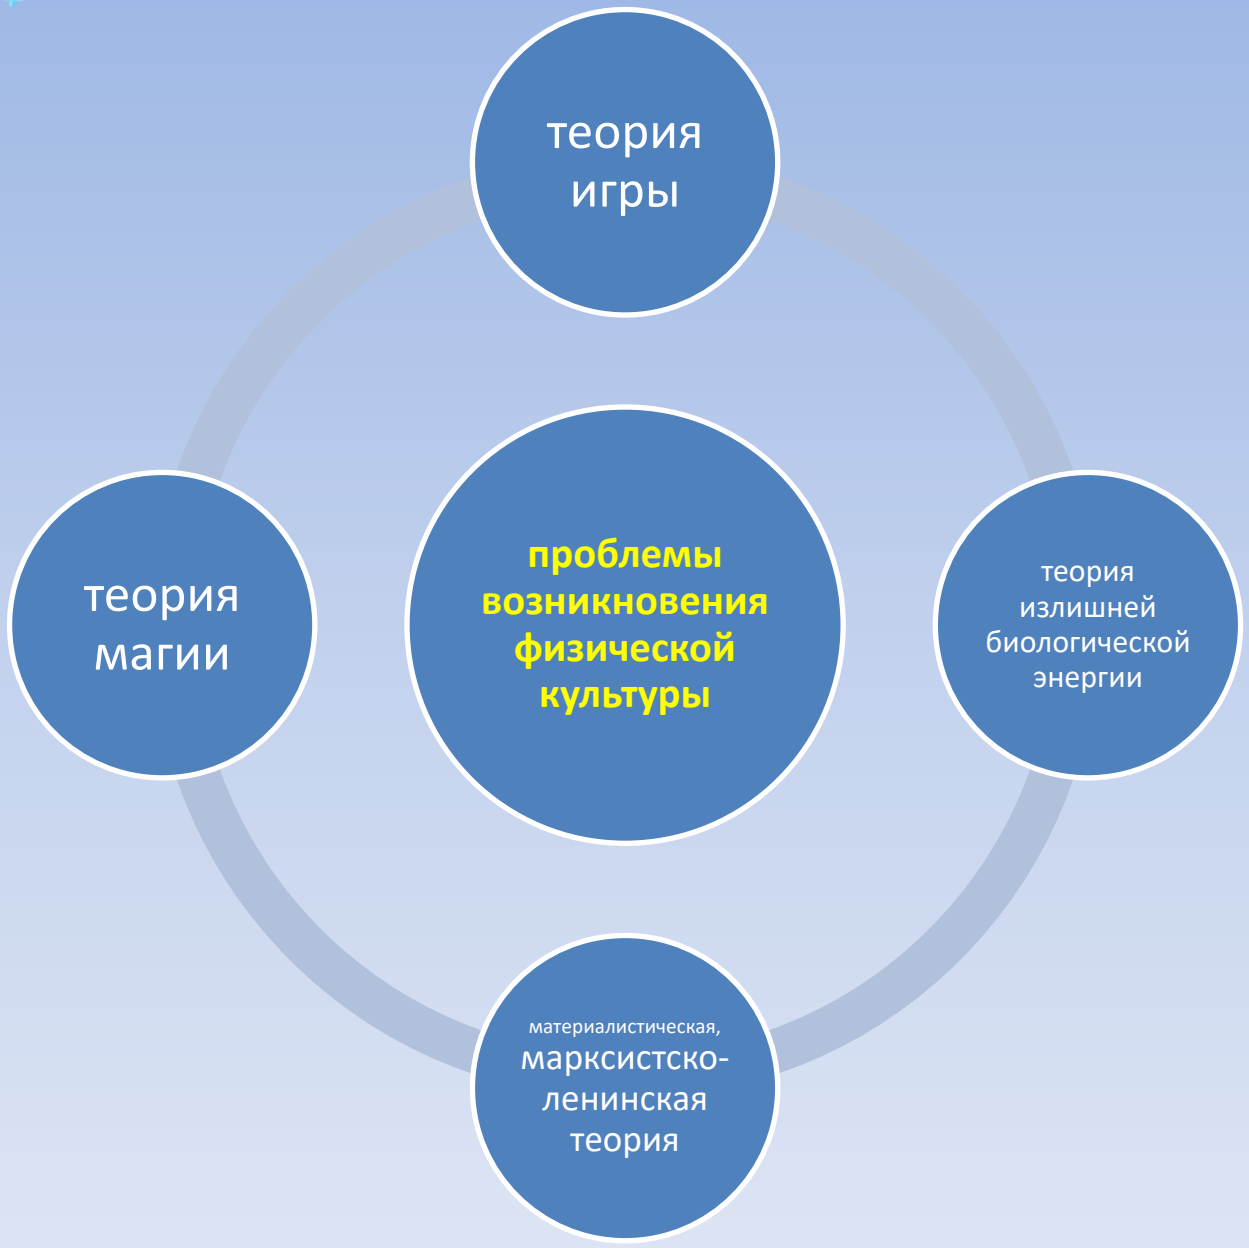 теория
игры
теория
магии
проблемы
возникновения
физической
культуры
теория
излишней
биологической
энергии
материалистическая,
марксистско-
ленинская
теория